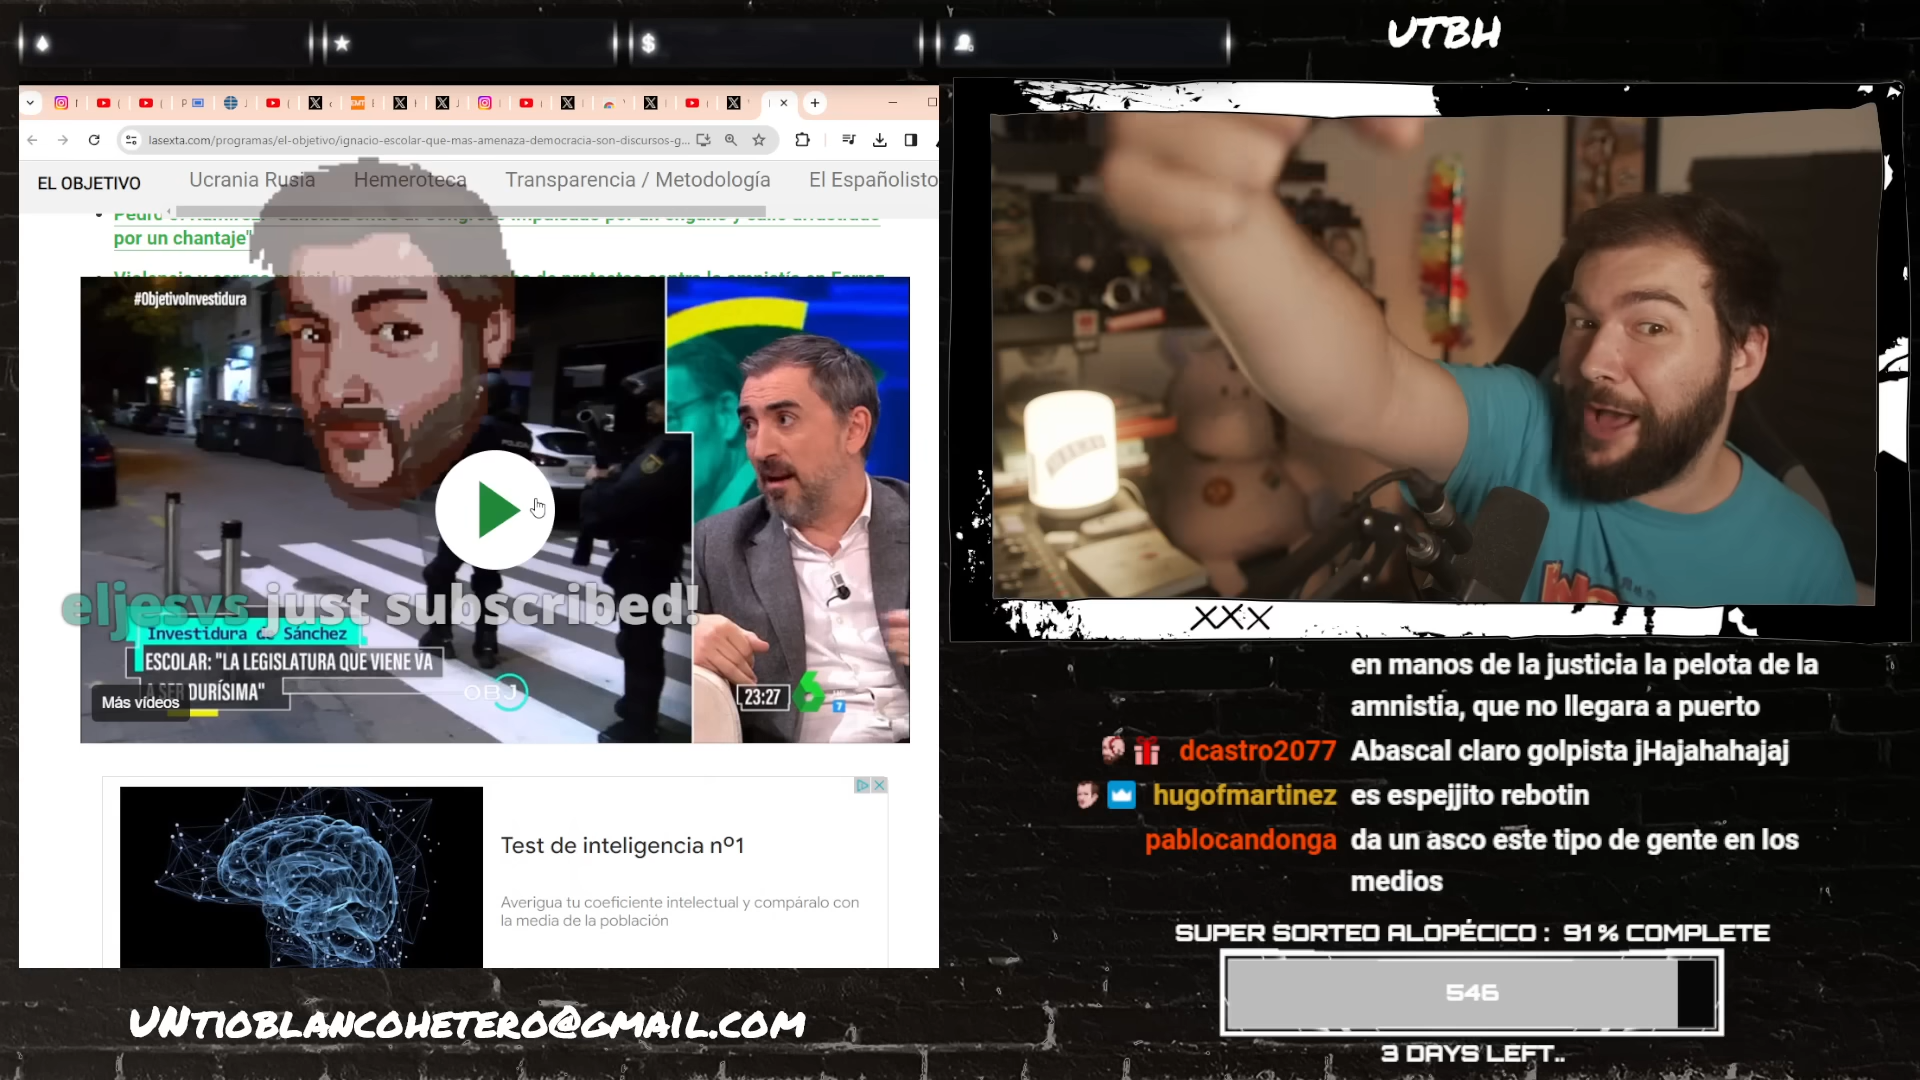 UTBH
lasexta.com/programas/el-objetivo/ignacio-escolar-que-mas-amenaza-democracia-son-discursos-g...
EL OBJETIVO
Ucrania Rusia
Hemeroteca
Transparencia / Metodología
El Españolisto
por un chantaje"
#ObjetivoInvestidura
POLICIA
eljesvs just subscribed!
Investidura de Sánchez
ESCOLAR: "LA LEGISLATURA QUE VIENE VA
A SER DURÍSIMA"
Más vídeos
OBJ
23:27
7
Test de inteligencia nº1
Averigua tu coeficiente intelectual y compáralo con
la media de la población
XXX
en manos de la justicia la pelota de la
amnistia, que no llegara a puerto
dcastro2077 Abascal claro golpista jHajahahajaj
hugofmartinez es espejjito rebotin
pablocandonga da un asco este tipo de gente en los
medios
SUPER SORTEO ALOPÉCICO : 91% COMPLETE
546
3 DAYS LEFT..
UNTIOBLANCOHETERO@GMAIL.COM